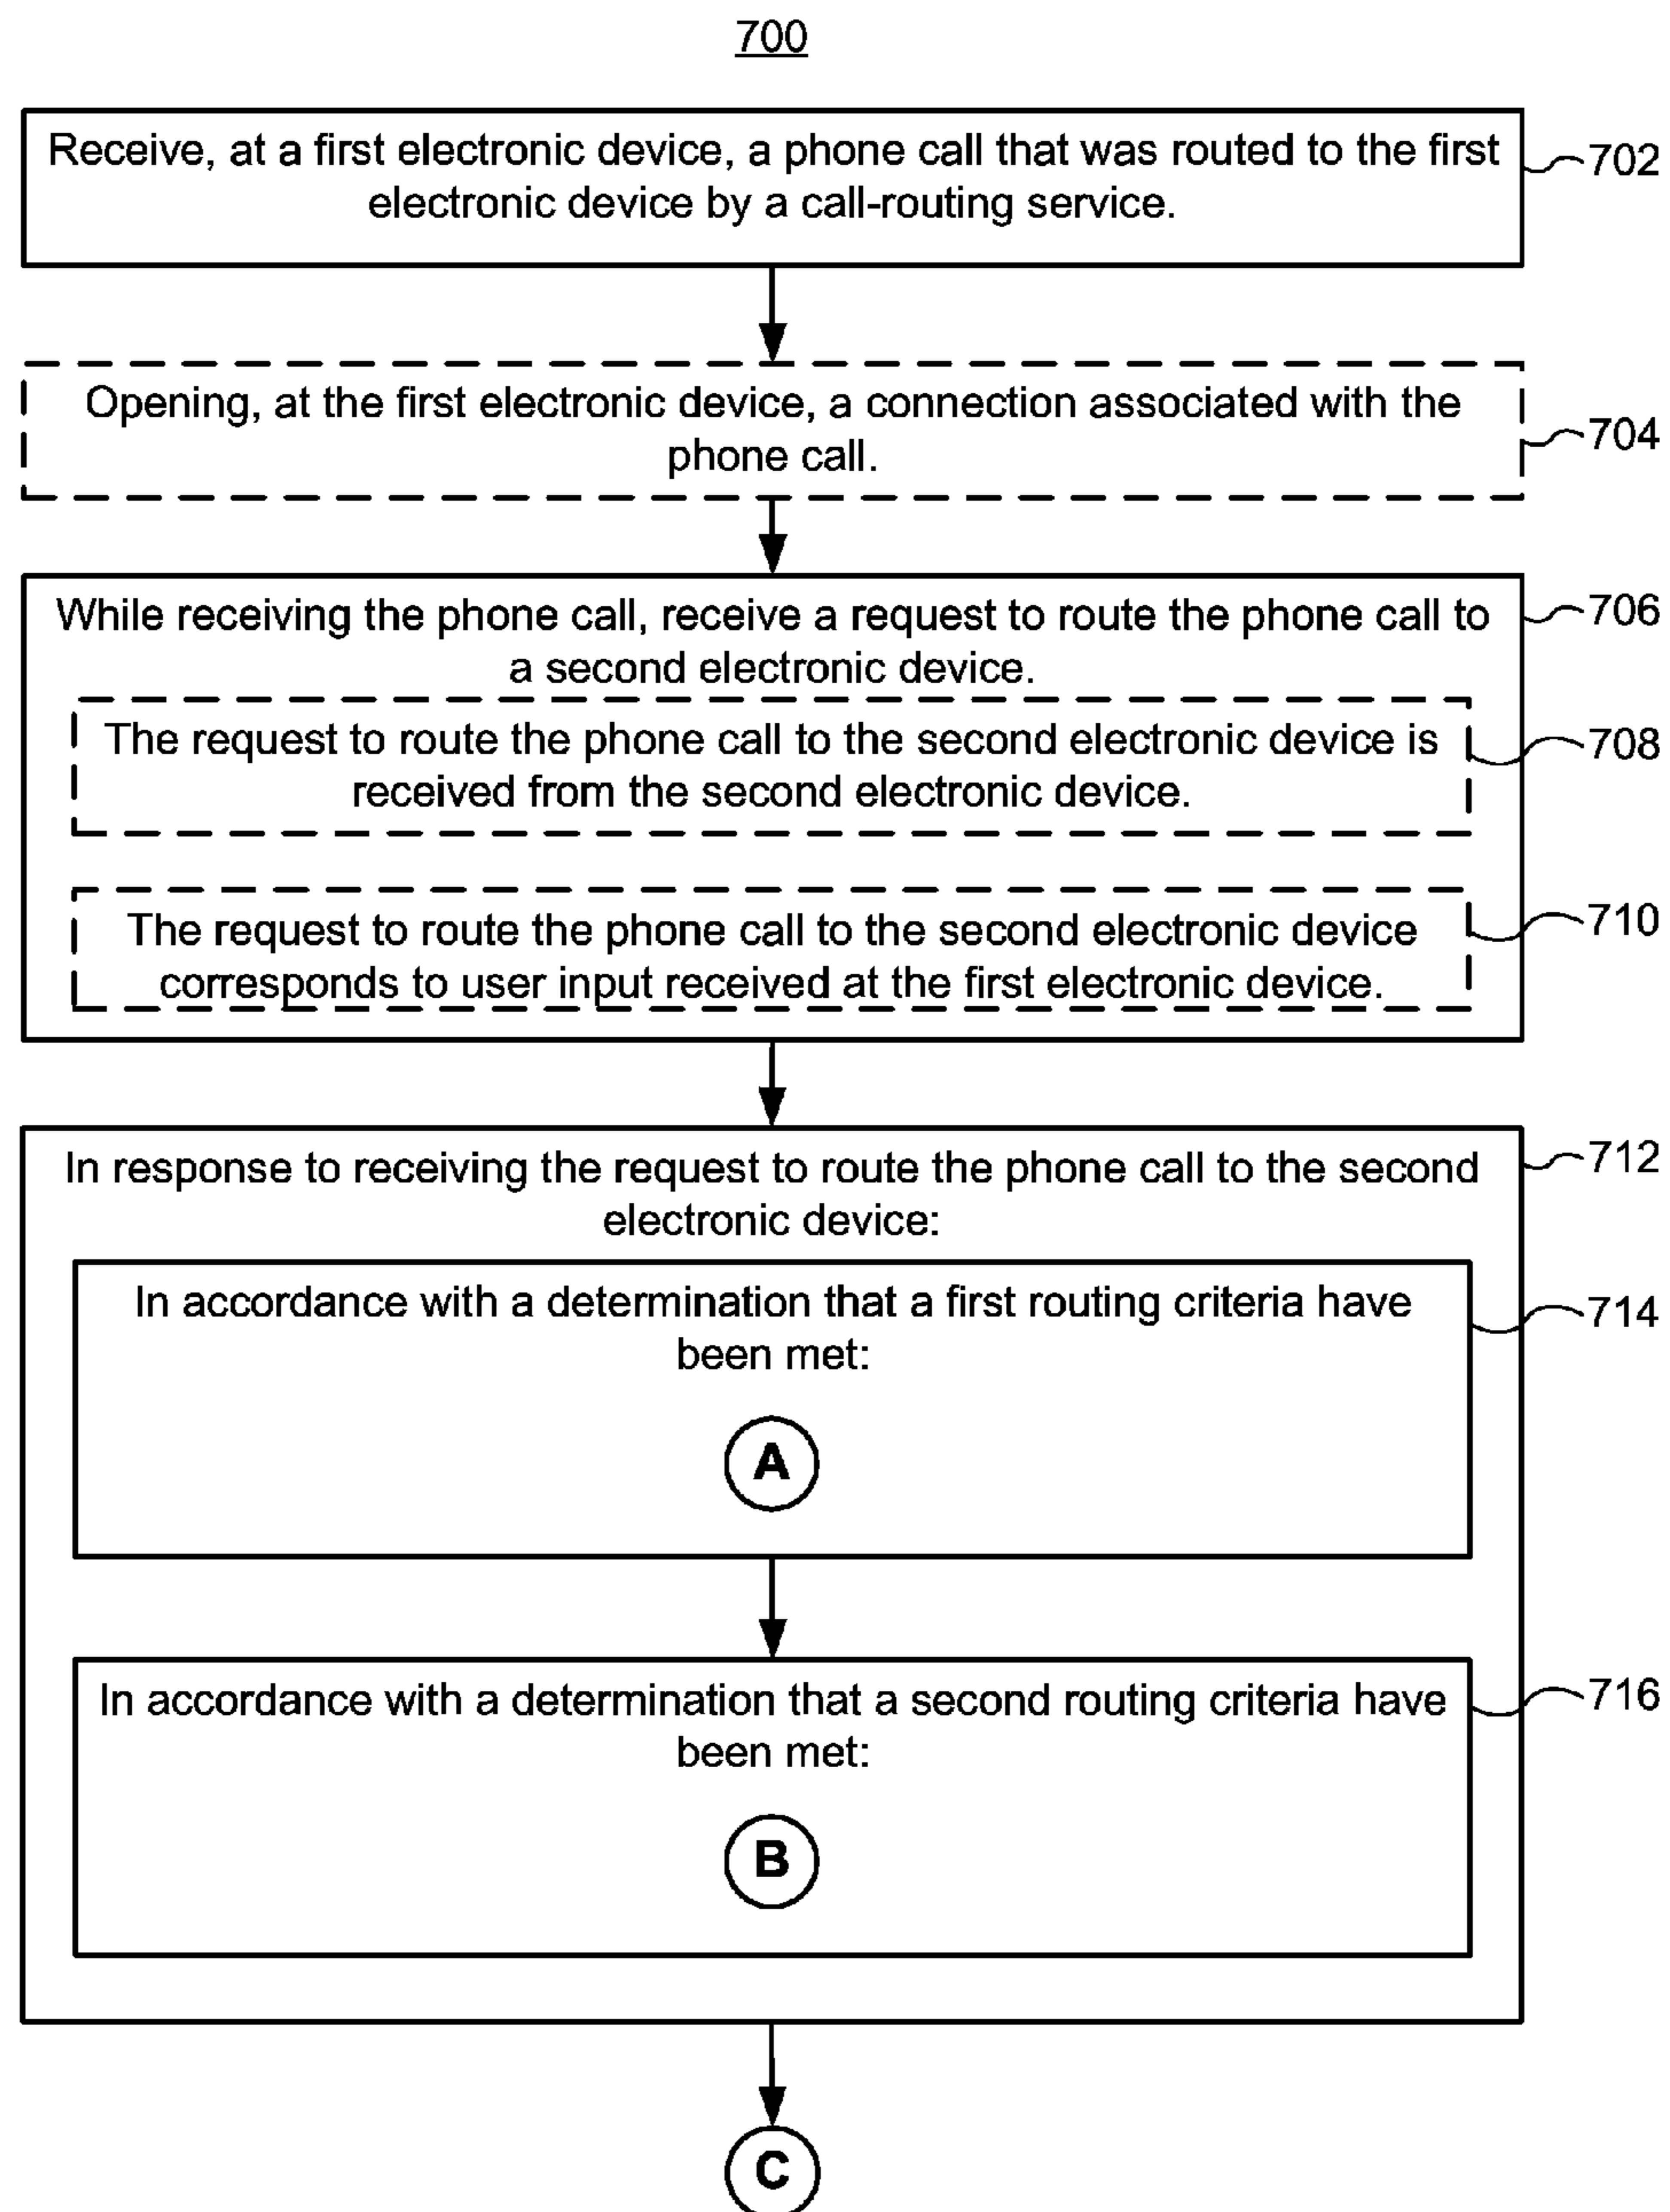 700
Receive, at a first electronic device, a phone call that was routed to the first
electronic device by a call-routing service.
702
Opening, at the first electronic device, a connection associated with the
phone call.
704
While receiving the phone call, receive a request to route the phone call to
a second electronic device.
706
The request to route the phone call to the second electronic device is
received from the second electronic device.
708
The request to route the phone call to the second electronic device
corresponds to user input received at the first electronic device.
710
In response to receiving the request to route the phone call to the second
electronic device:
712
In accordance with a determination that a first routing criteria have
been met:
714
A
In accordance with a determination that a second routing criteria have
been met:
716
B
C